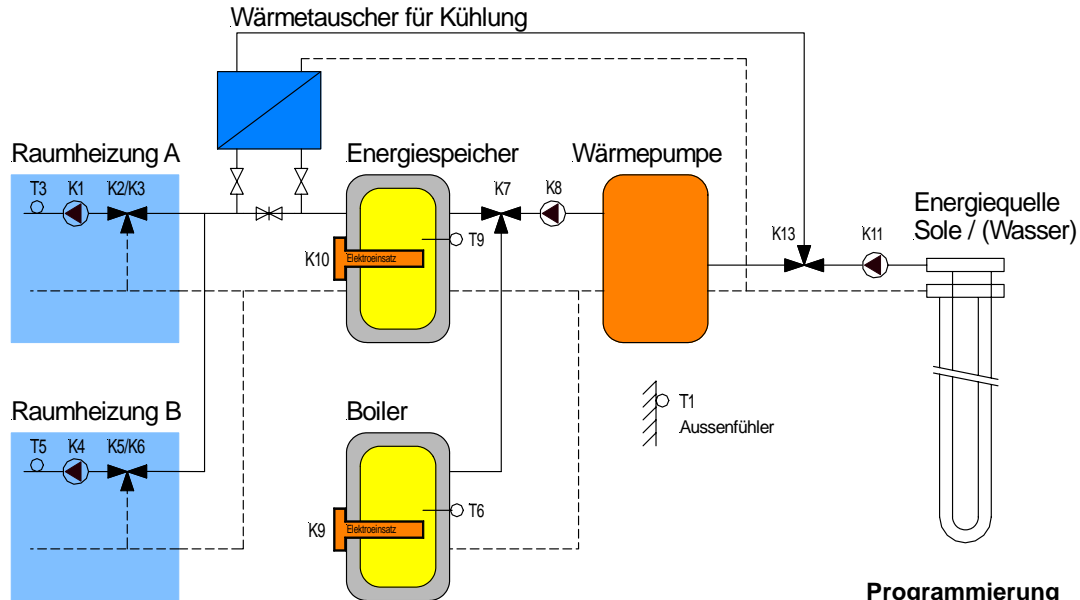 Wärmetauscher für Kühlung
Raumheizung A
Energiespeicher
Wärmepumpe
T3
K1
K2/K3
K7
K8
Energiequelle
Sole / (Wasser)
K13
K11
T9
K10
Elektroeinsatz
Raumheizung B
Boiler
T1
Aussenfühler
T5
K4
K5/K6
T6
K9
Elektroeinsatz
Programmierung